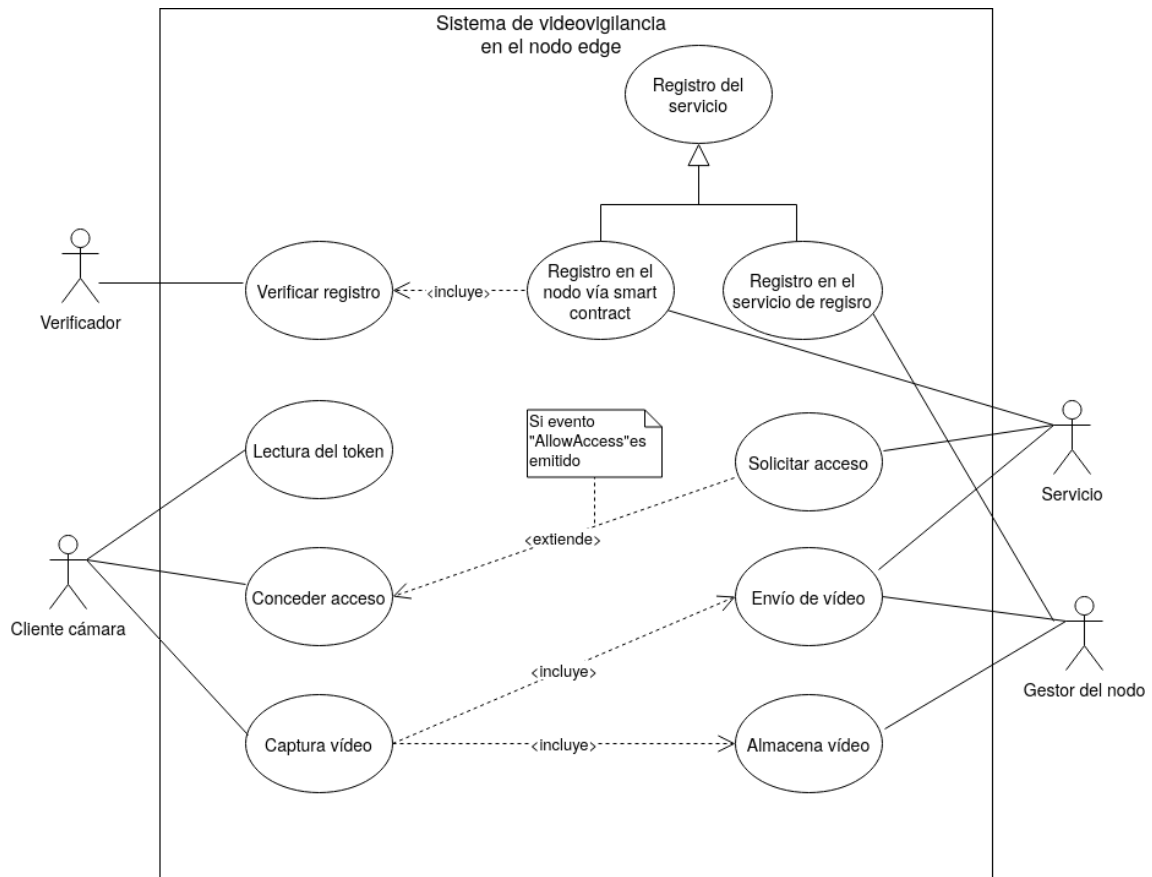 Sistema de videovigilancia
en el nodo edge
Registro del
servicio
Verificar registro
<incluye>
Registro en el
nodo vía smart
contract
Registro en el
servicio de regisro
Verificador
Si evento
"AllowAccess"es
emitido
Lectura del token
Solicitar acceso
Servicio
<extiende>
Conceder acceso
Envío de vídeo
Cliente cámara
<incluye>
Gestor del nodo
Captura vídeo
<incluye>
Almacena vídeo